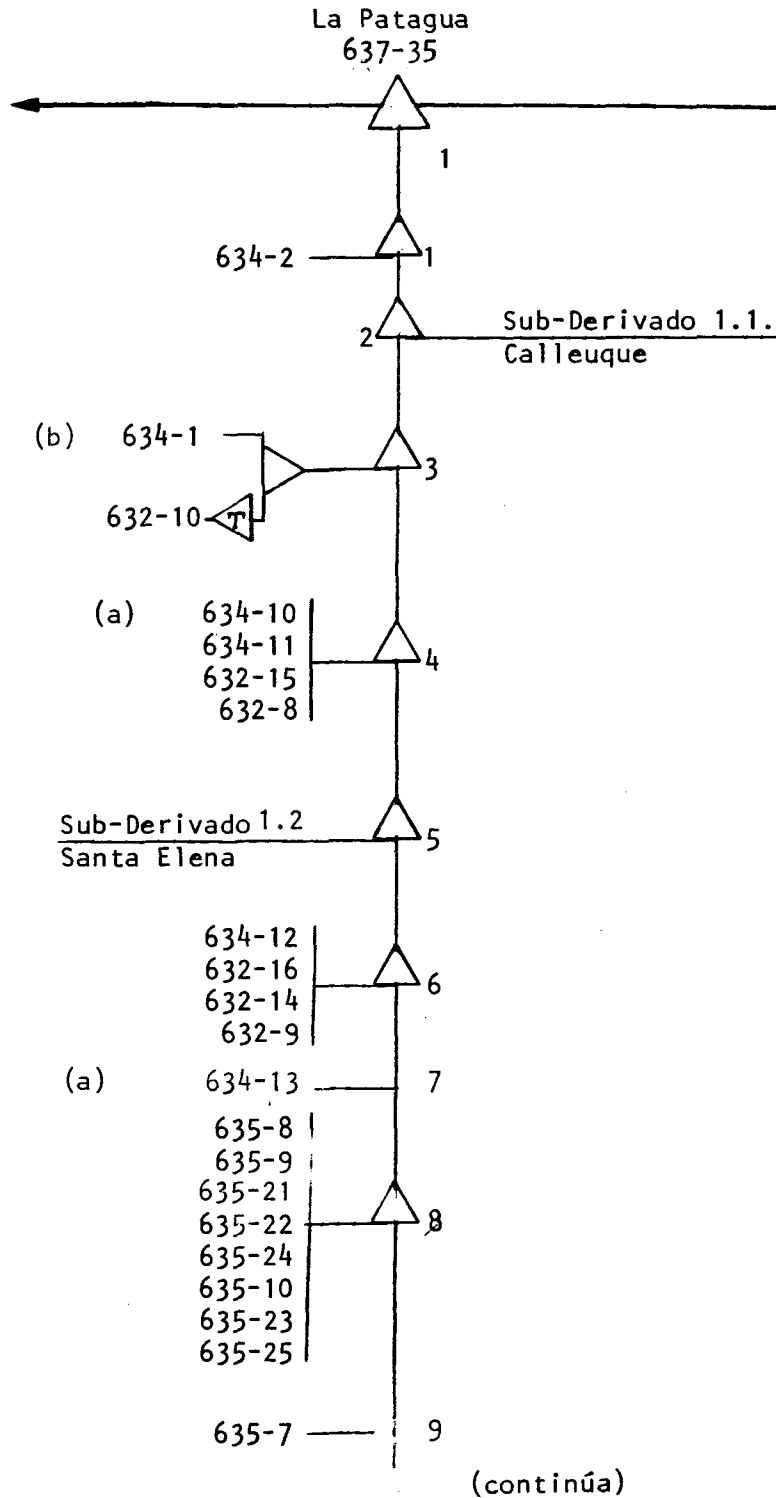 La Patagua
637-35
1
634-2
1
2
Sub-Derivado 1.1.
Calleuque
(b) 634-1
3
632-10
T
(a) 634-10
634-11
632-15
632-8
4
Sub-Derivado 1.2
Santa Elena
5
634-12
632-16
632-14
632-9
6
(a) 634-13
7
635-8
635-9
635-21
635-22
635-24
635-10
635-23
635-25
8
635-7
9
(continúa)